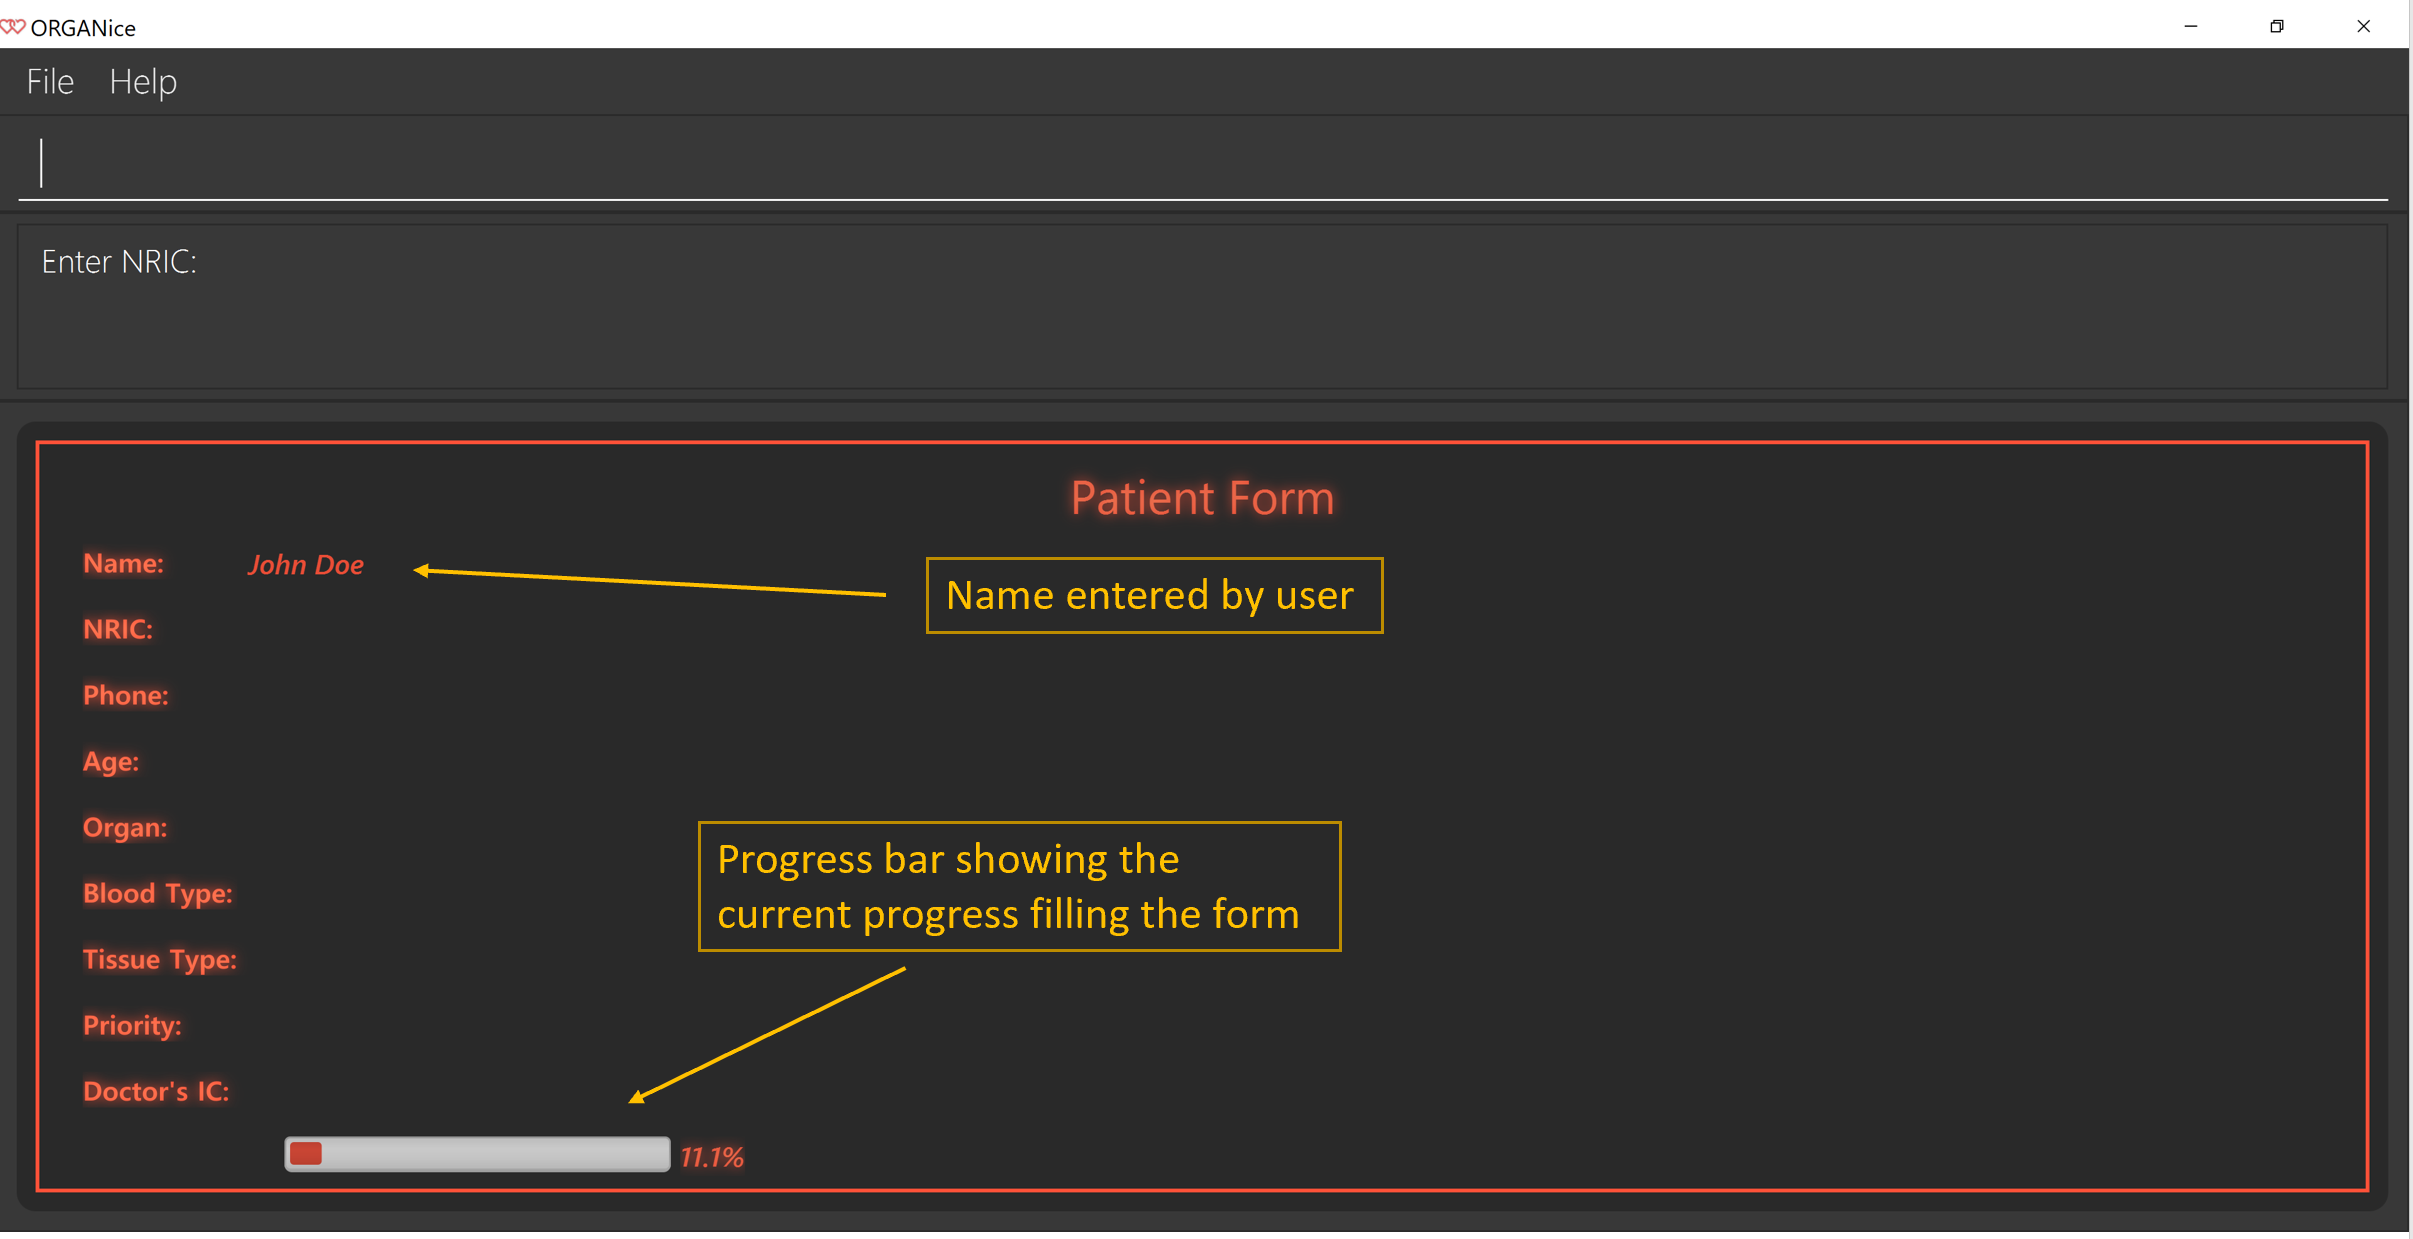 ORGANice
File Help
Enter NRIC:
Patient Form
Name: John Doe
Name entered by user
NRIC:
Phone:
Age:
Organ:
Progress bar showing the
current progress filling the form
Blood Type:
Tissue Type:
Priority:
Doctor's IC:
11.1%